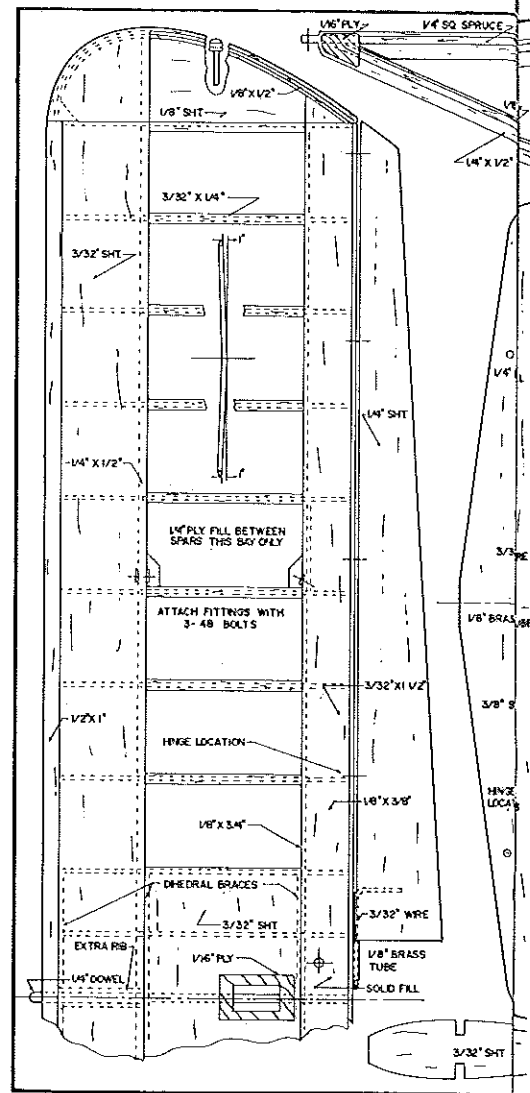 1/16" PLY
1/4" SQ. SPRUCE
1/8" X 1/2"
1/8" SHT
1/4" X 1/2"
3/32" X 1/4"
1"
3/32" SHT.
1/4" SHT
1/4" X 1/2"
1"
1/4" PLY FILL BETWEEN
SPARS THIS BAY ONLY
ATTACH FITTINGS WITH
3-48 BOLTS
1/8" BRAS
3/32" X 1 1/2"
1/2" X 1"
3/8" S
HINGE LOCATION
HINGE
LOCA
1/8" X 3/8"
1/8" X 3/4"
DIHEDRAL BRACES
3/32" SHT
3/32" WIRE
EXTRA RIB
1/16" PLY
1/8" BRASS
TUBE
1/4" DOWEL
SOLID FILL
3/32" SHT